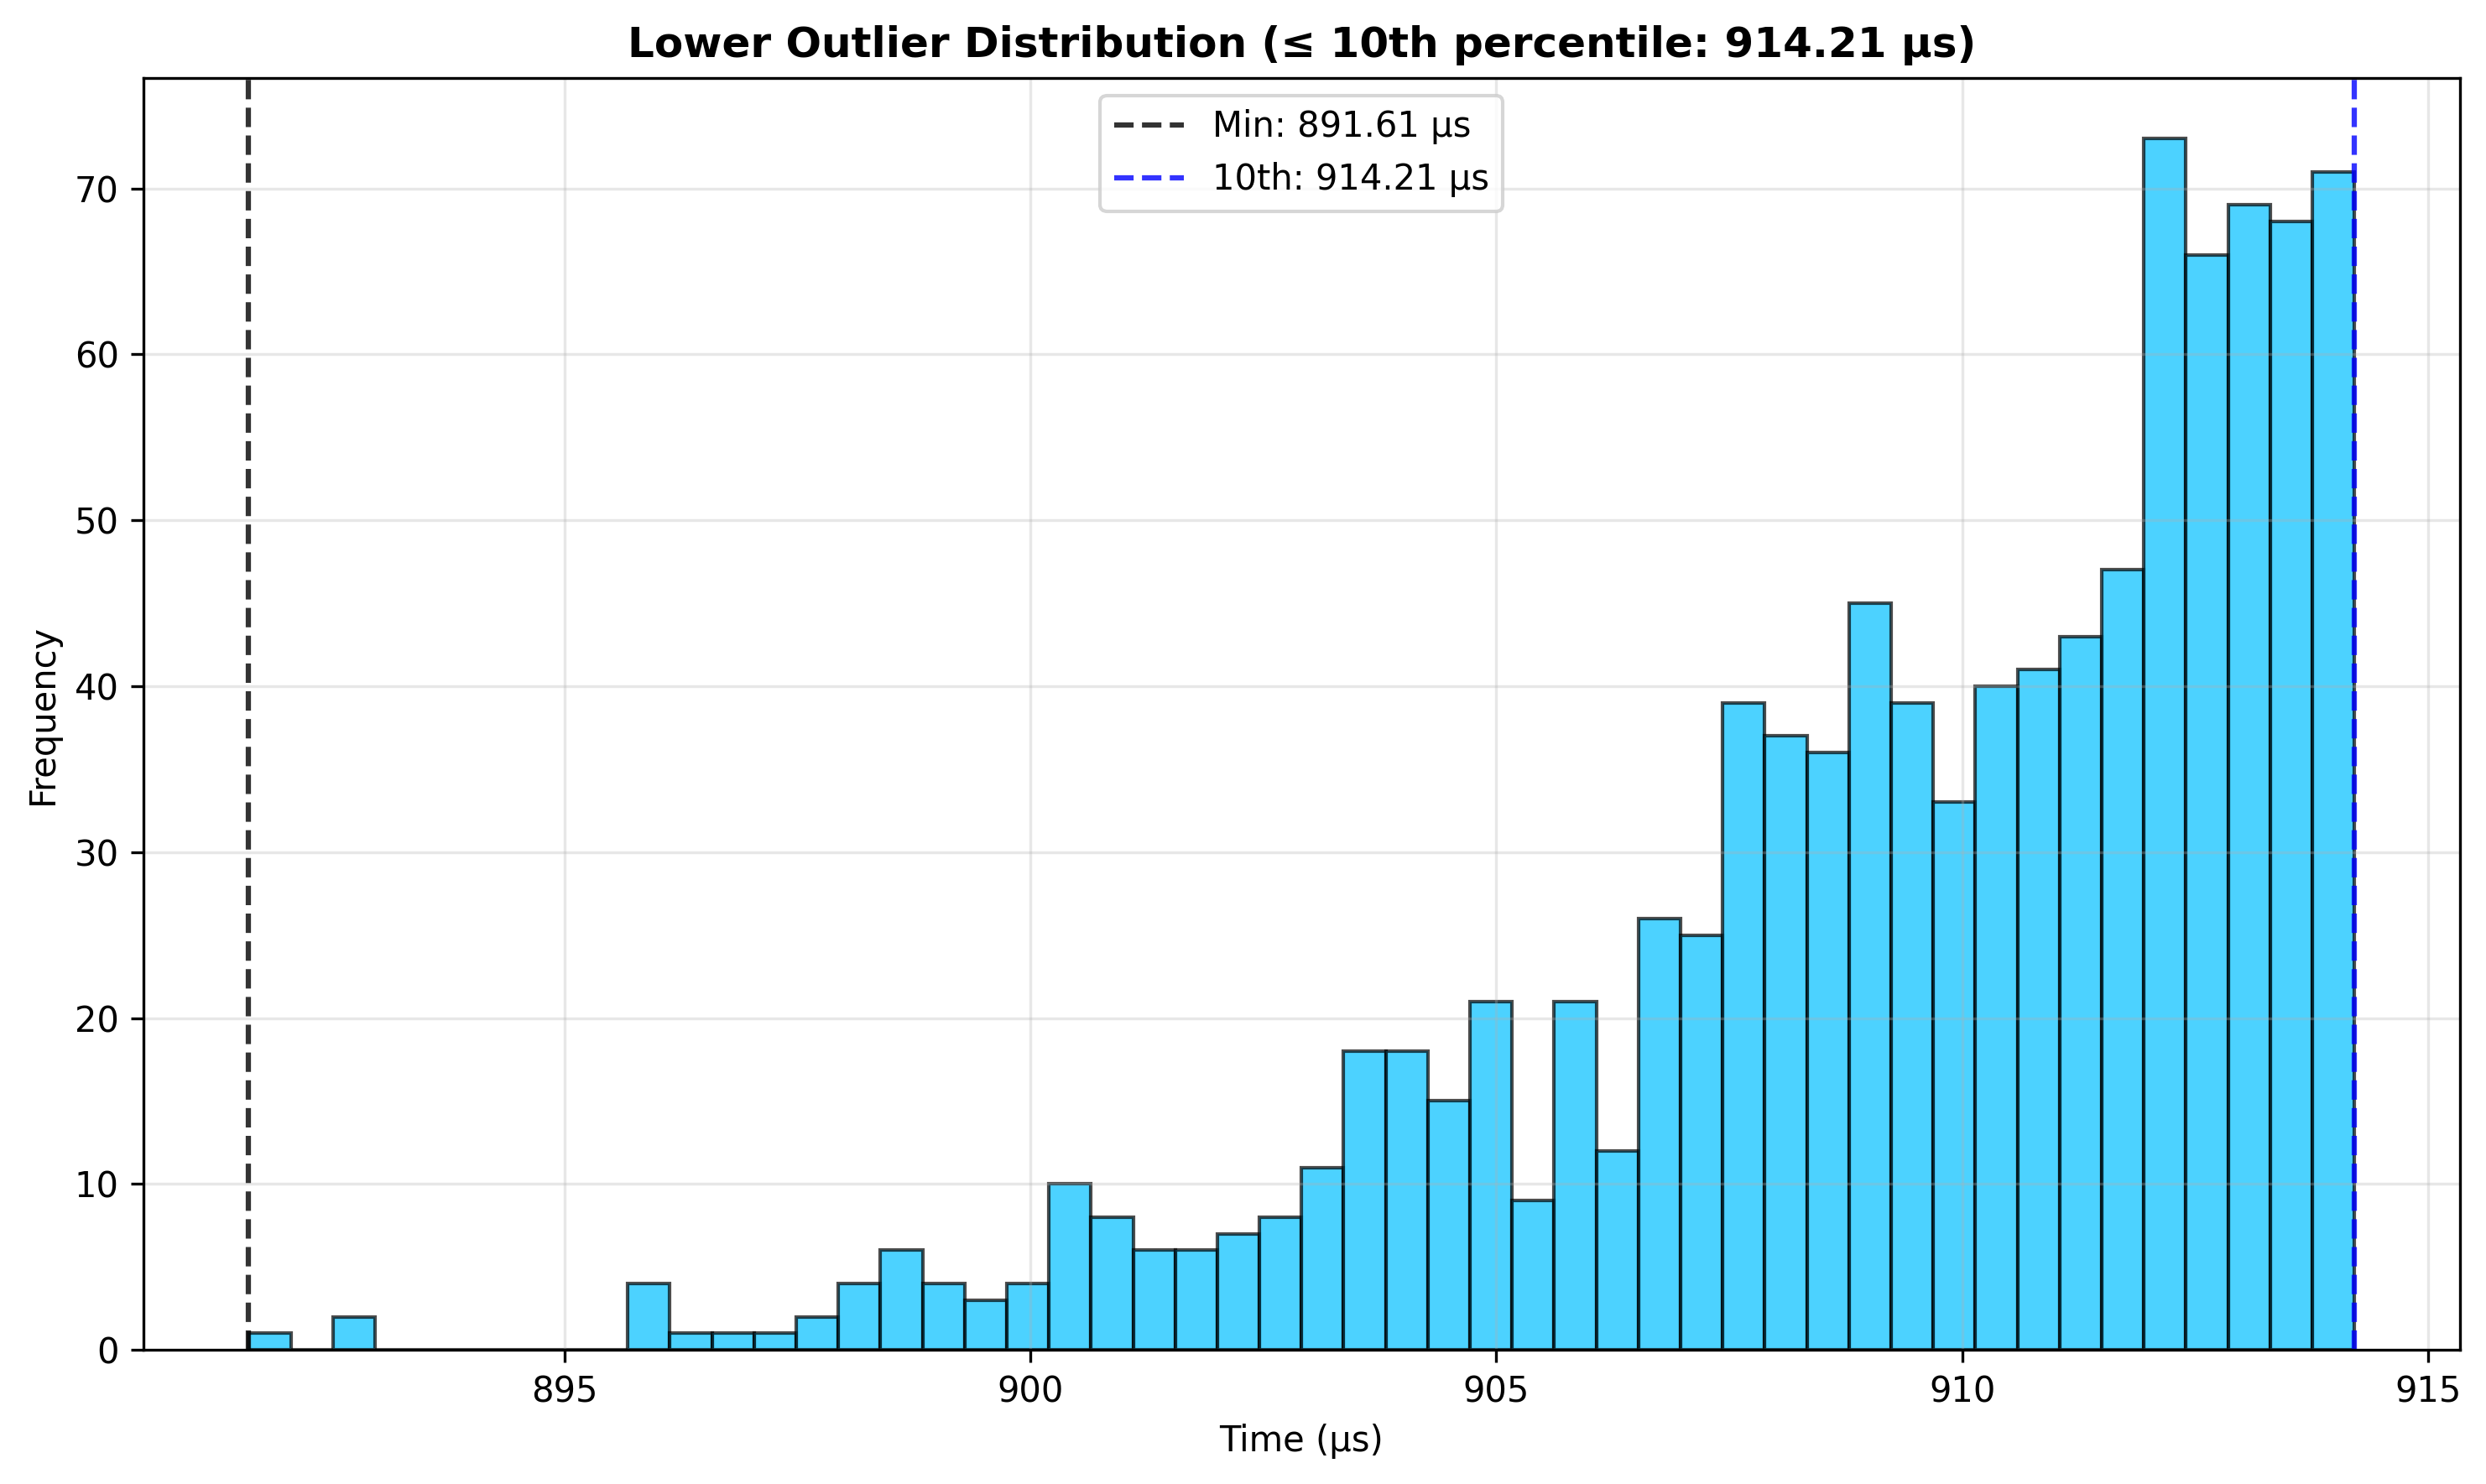 Lower Outlier Distribution (≤ 10th percentile: 914.21 µs)
Min: 891.61 µs
10th: 914.21 µs
Frequency
70
60
50
40
30
20
10
0
895
900
905
910
915
Time (µs)